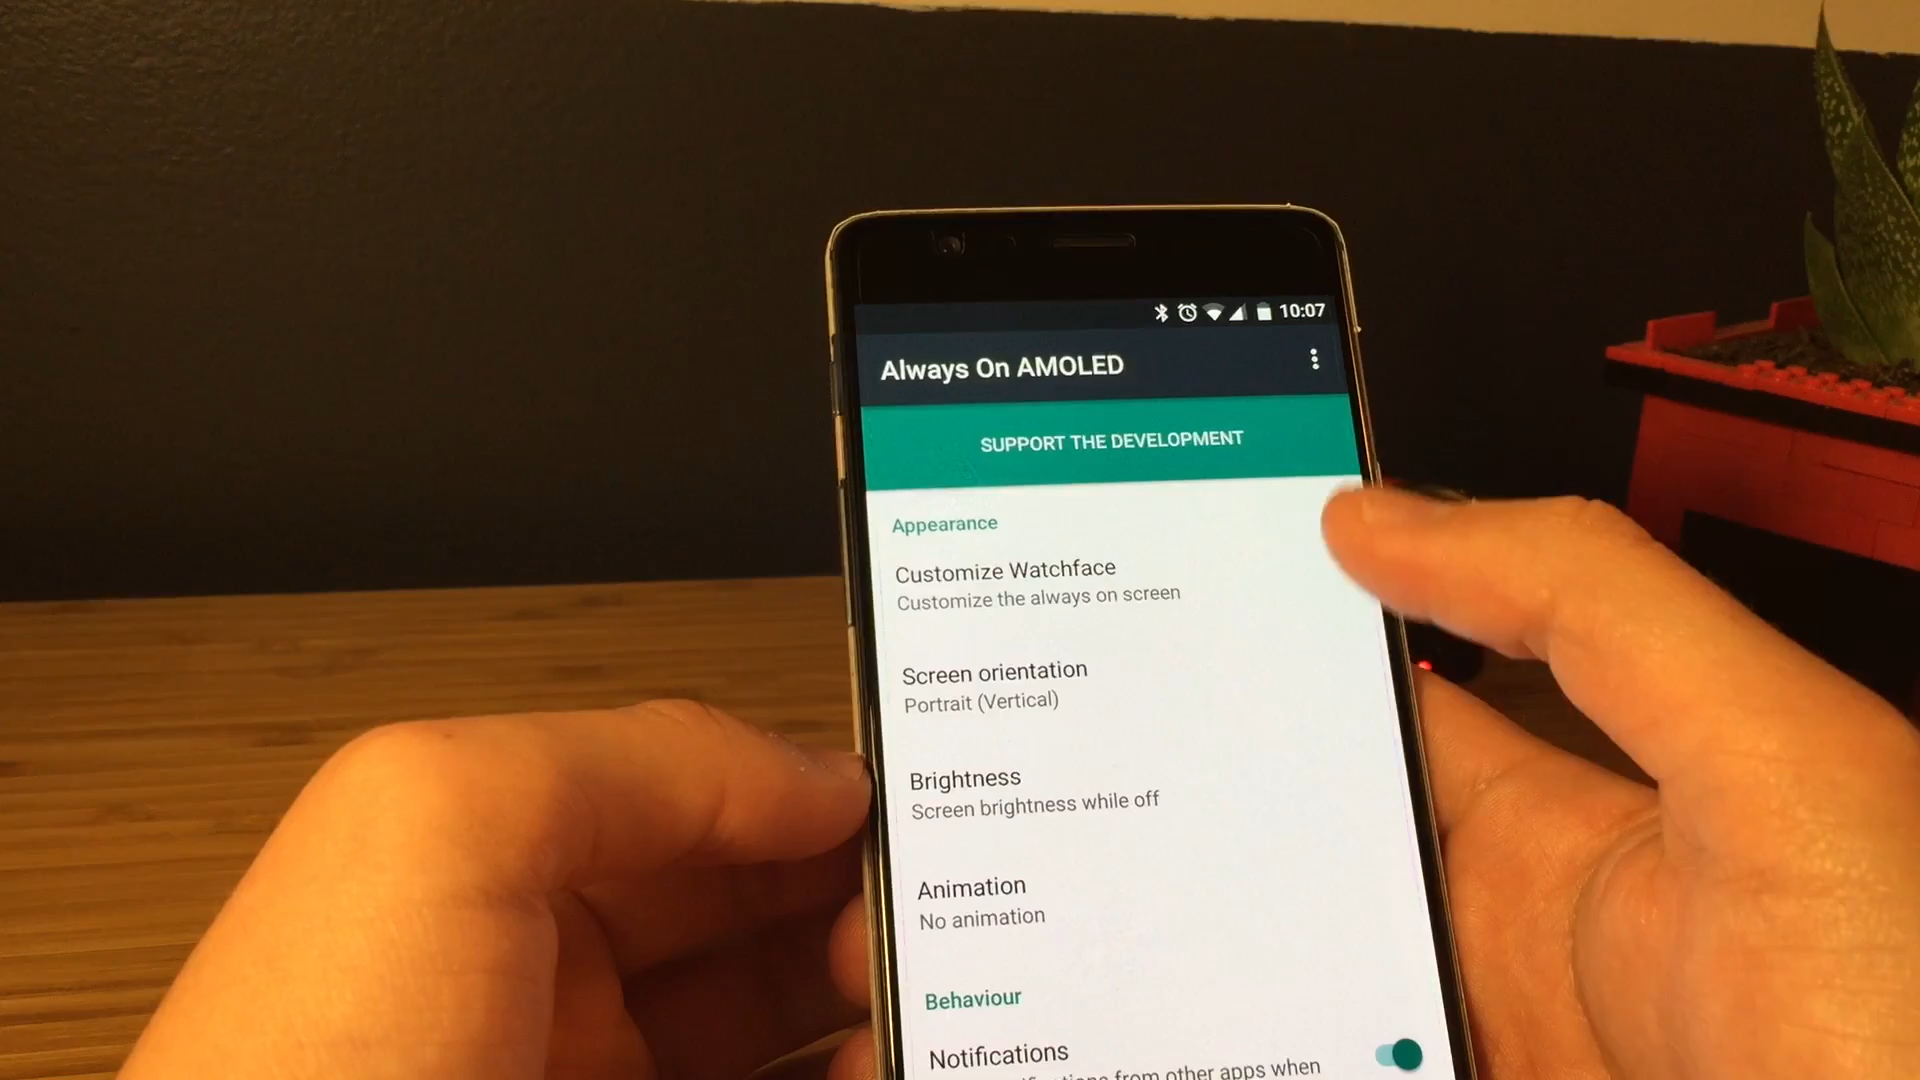 10:07
Always On AMOLED
SUPPORT THE DEVELOPMENT
Appearance
Customize Watchface
Customize the always on screen
Screen orientation
Portrait (Vertical)
Brightness
Screen brightness while off
Animation
No animation
Behaviour
Notifications
from other apps when